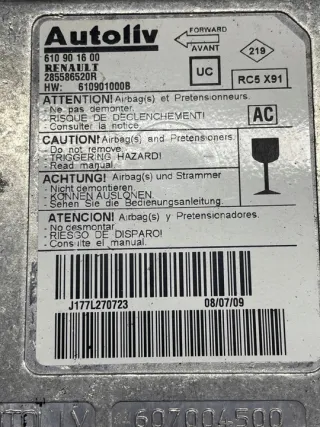 Autoliv
FORWARD
AVANT
219
610 90 16 00
RENAULT
285586520R
HW: 610901000B
UC
RC5 X91
ATTENTION! Airbag(s) et Pretensionneurs.
- Ne pas démonter.
- RISQUE DE DECLENCHEMENT!
- Consulter la notice.
AC
CAUTION! Airbag(s) and Pretensioners.
- Do not remove.
- TRIGGERING HAZARD!
- Read manual.
ACHTUNG! Airbag(s) und Strammer
- Nicht demontieren.
- KÖNNEN AUSLÖSEN.
- Sehen Sie die Bedienungsanleitung.
ATENCION! Airbag(s) y Pretensionadores.
- No desmontar
- RIESGO DE DISPARO!
- Consulte el manual.
J177L270723
08/07/09
607004500